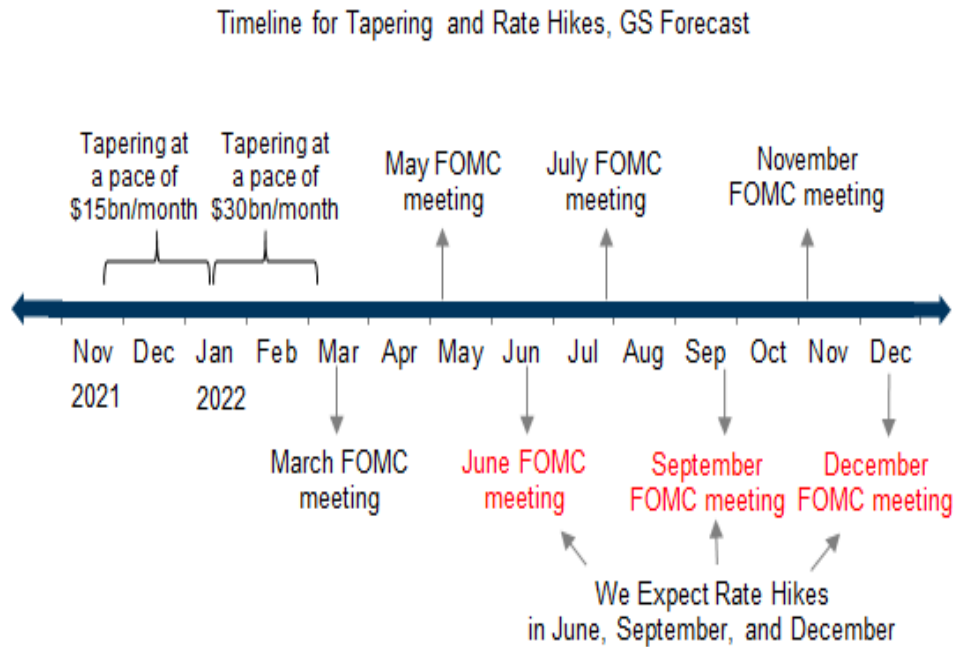 Timeline for Tapering and Rate Hikes, GS Forecast
Tapering at
a pace of
$15bn/month
Tapering at
a pace of
$30bn/month
May FOMC
meeting
July FOMC
meeting
November
FOMC meeting
Nov Dec Jan Feb Mar Apr May Jun Jul Aug Sep Oct Nov Dec
2021 2022
March FOMC
meeting
June FOMC
meeting
September
FOMC meeting
December
FOMC meeting
We Expect Rate Hikes
in June, September, and December